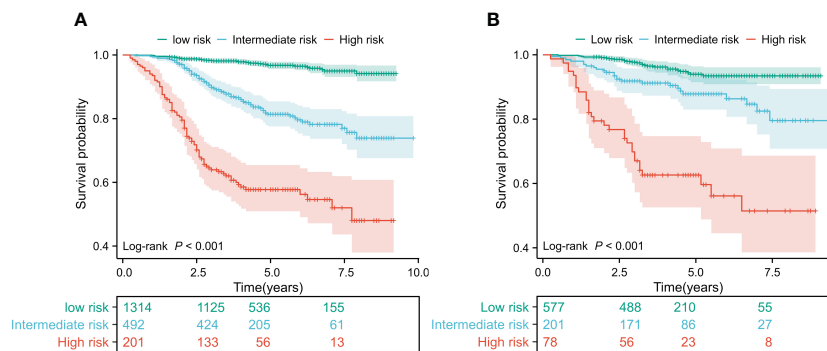 A
low risk Intermediate risk High risk
1.0
0.8
0.6
0.4
Survival probability
Log-rank P < 0.001
0.0 2.5 5.0 7.5 10.0
Time(years)
low risk 1314 1125 536 155
Intermediate risk 492 424 205 61
High risk 201 133 56 13
B
Low risk Intermediate risk High risk
1.0
0.8
0.6
0.4
Survival probability
Log-rank P < 0.001
0.0 2.5 5.0 7.5
Time(years)
Low risk 577 488 210 55
Intermediate risk 201 171 86 27
High risk 78 56 23 8